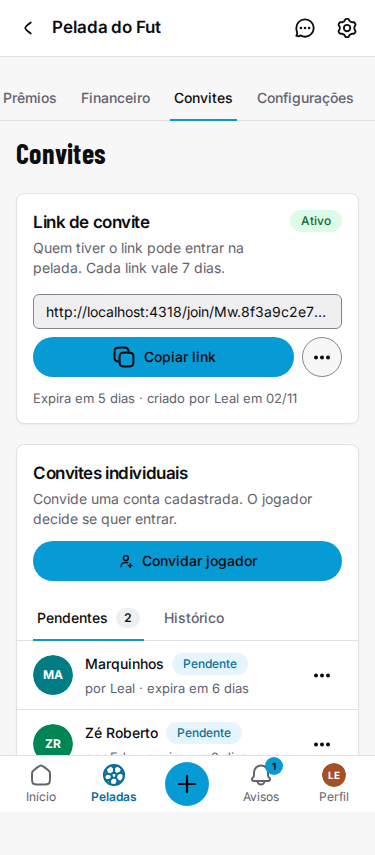 Pelada do Fut
Prêmios Financeiro Convites Configurações
Convites
Link de convite Ativo
Quem tiver o link pode entrar na
pelada. Cada link vale 7 dias.
http://localhost:4318/join/Mw.8f3a9c2e7...
Copiar link
Expira em 5 dias · criado por Leal em 02/11
Convites individuais
Convide uma conta cadastrada. O jogador
decide se quer entrar.
Convidar jogador
Pendentes 2 Histórico
MA Marquinhos Pendente
por Leal · expira em 6 dias
ZR Zé Roberto Pendente
1
LE
Início Peladas Avisos Perfil